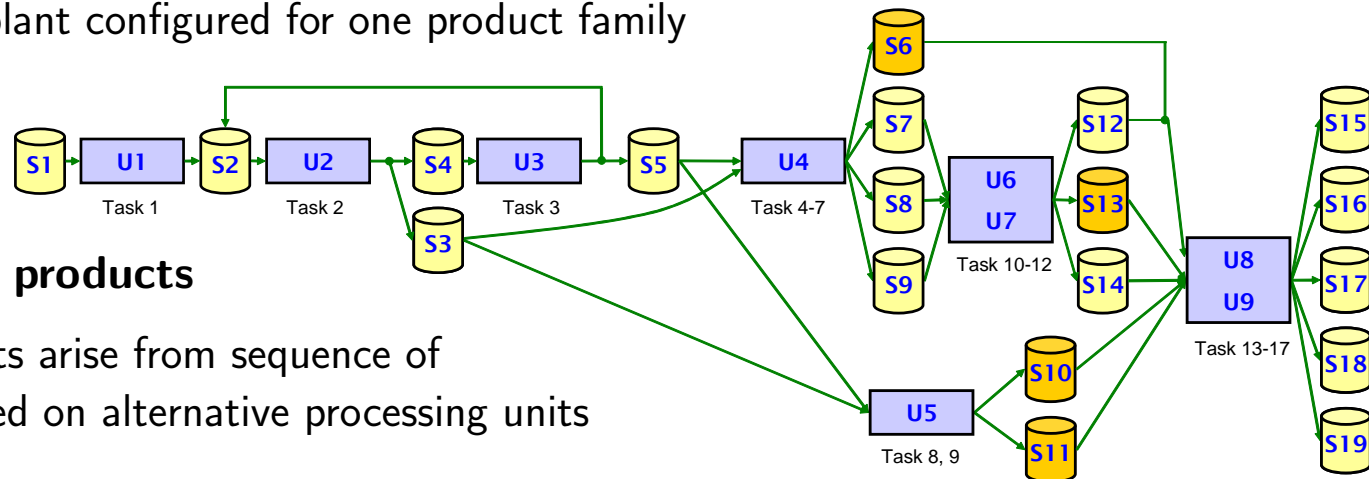 plant configured for one product family
S6
S7
S12
S15
S1
U1
S2
U2
S4
U3
S5
U4
U6
U7
S8
S13
S16
Task 1
Task 2
Task 3
Task 4-7
S3
S9
Task 10-12
S14
U8
U9
S17
products
Task 13-17
ts arise from sequence of
S10
S18
ed on alternative processing units
U5
Task 8, 9
S11
S19